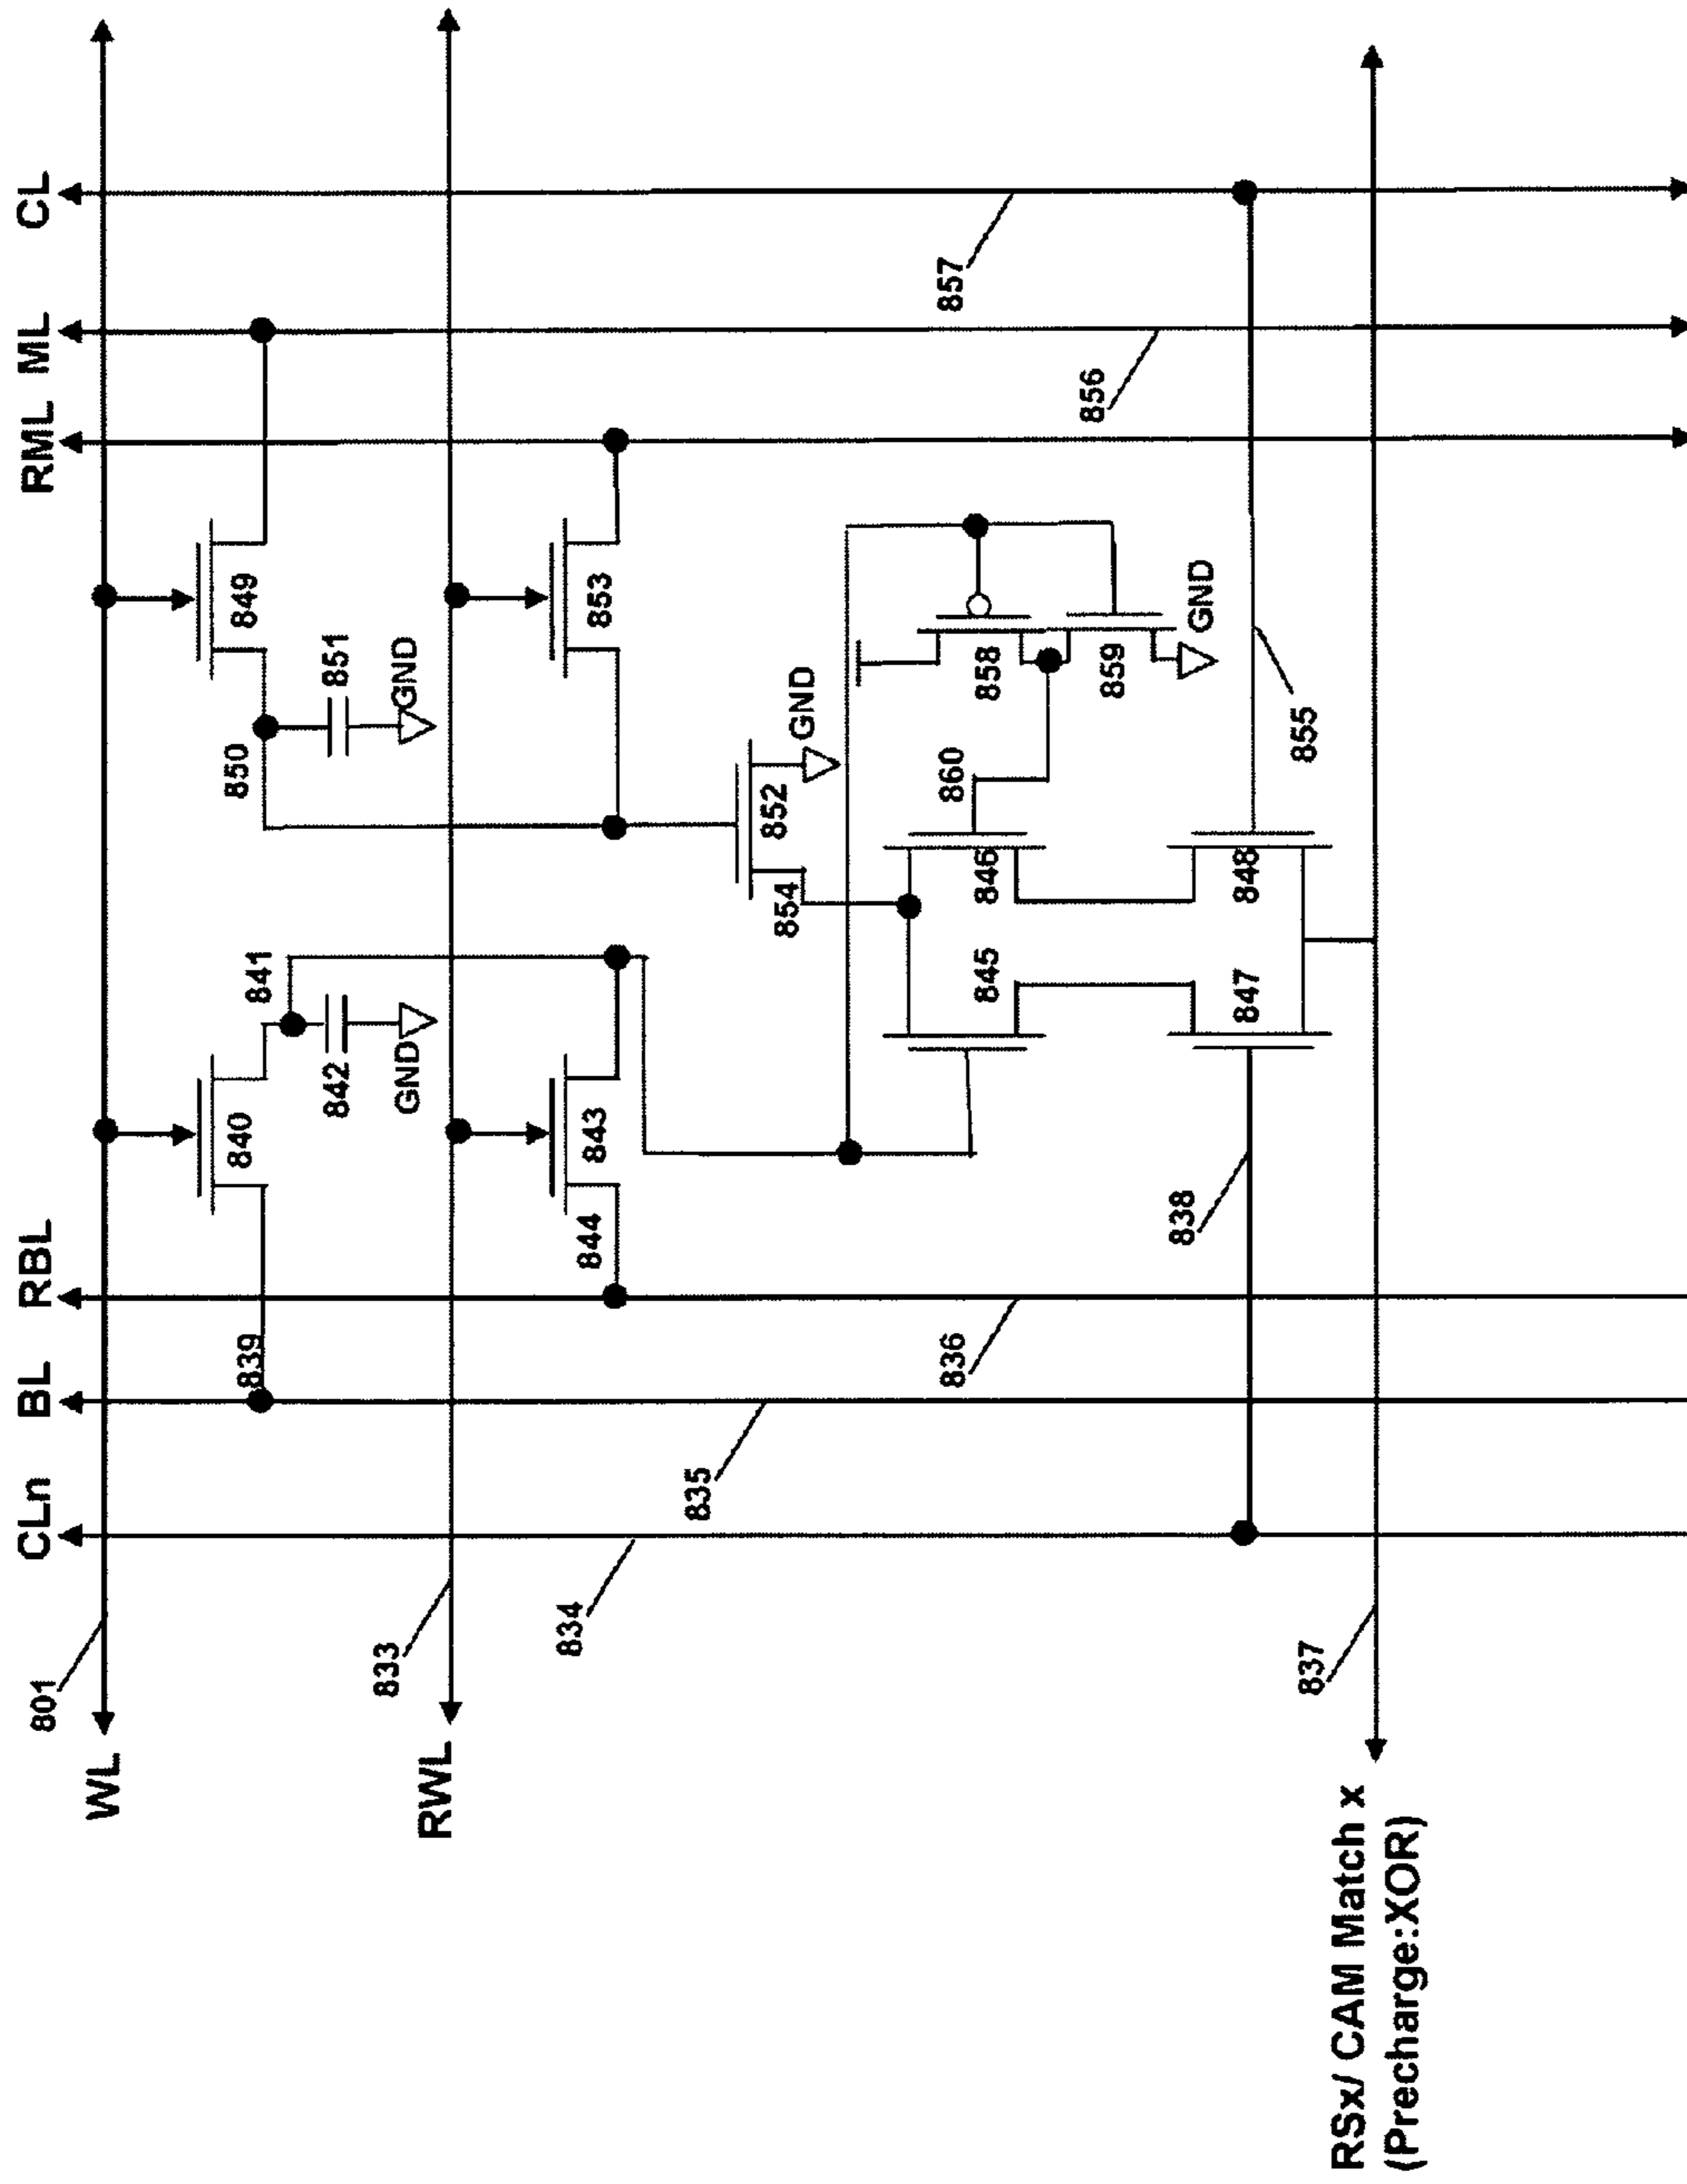 801
CLn
BL
RBL
RML
ML
CL
WL
839
840
841
850
849
842
851
GND
GND
833
RWL
834
844
843
853
835
854
852
GND
836
845
846
860
858
857
859
856
838
847
848
GND
855
837
RSx/ CAM Match x
(Precharge:XOR)